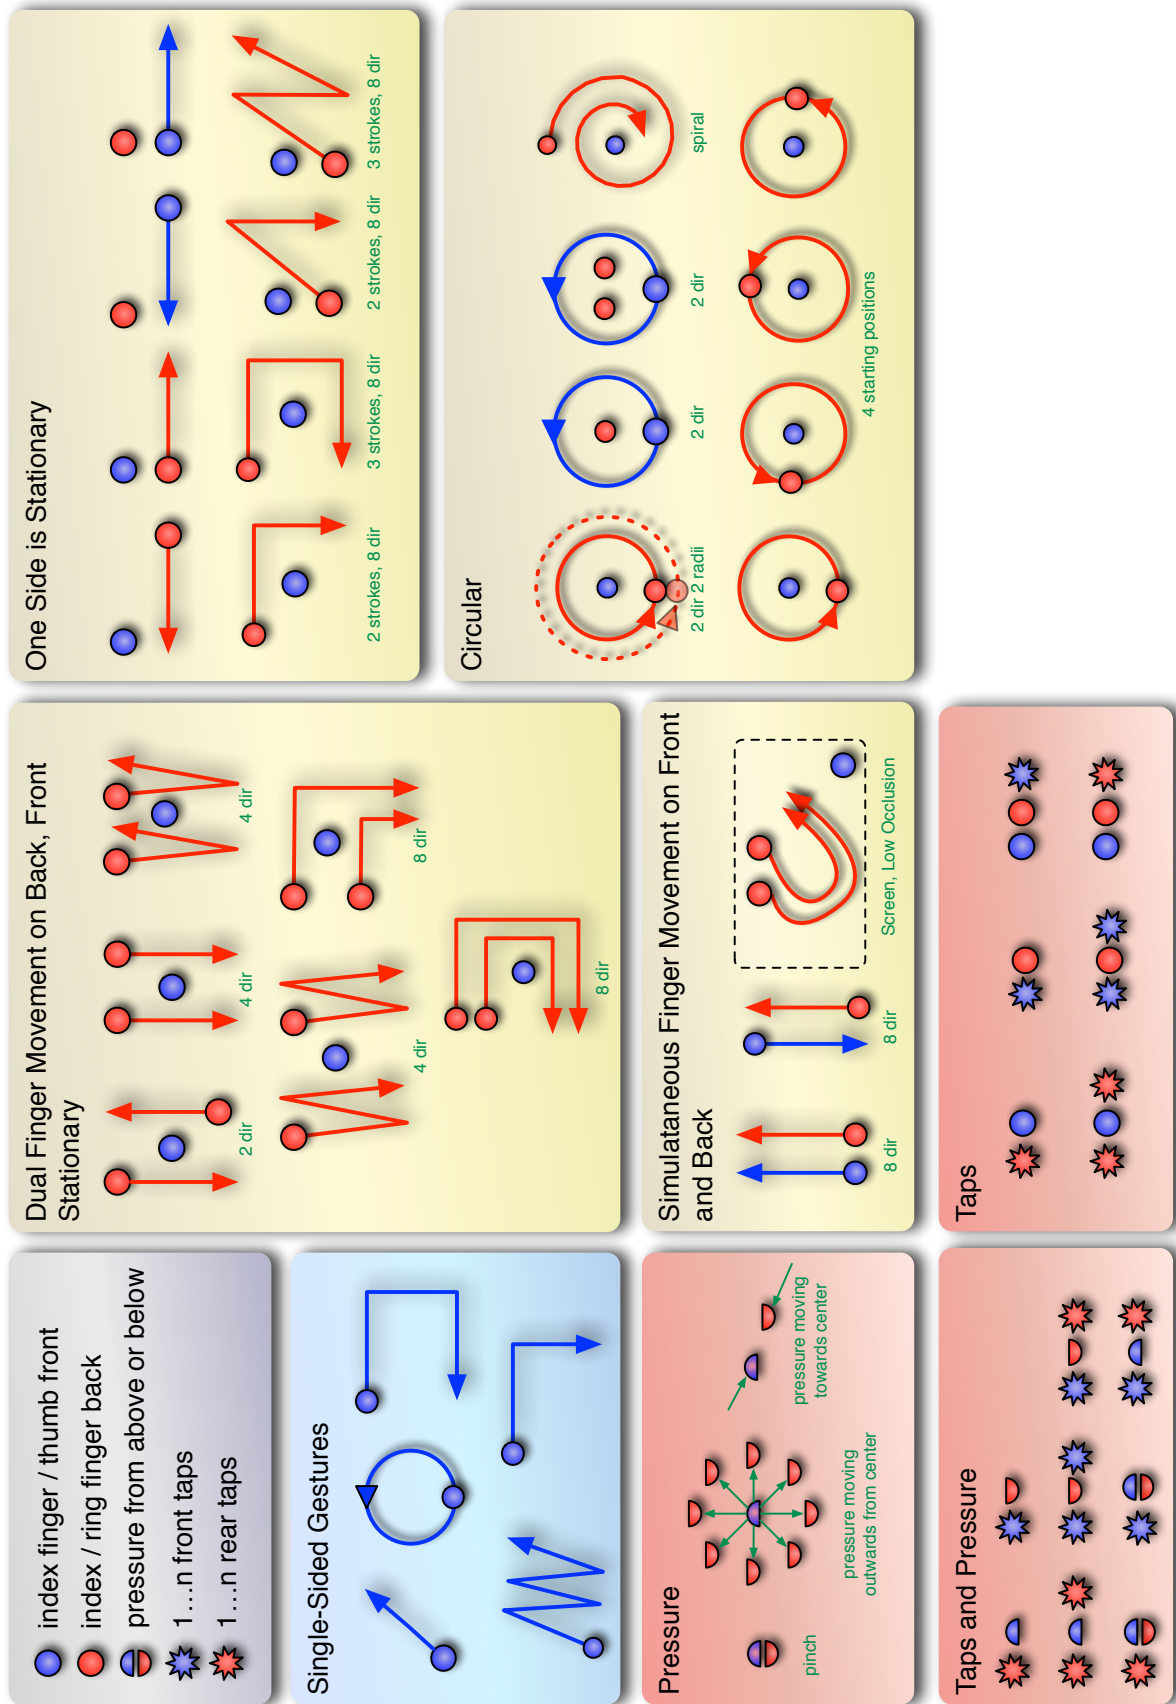 index finger / thumb front
index / ring finger back
pressure from above or below
1...n front taps
1...n rear taps
Single-Sided Gestures
Pressure
pinch
pressure moving
outwards from center
pressure moving
towards center
Taps and Pressure
Dual Finger Movement on Back, Front
Stationary
2 dir
4 dir
4 dir
4 dir
8 dir
8 dir
Simulataneous Finger Movement on Front
and Back
8 dir
8 dir
Screen, Low Occlusion
Taps
One Side is Stationary
2 strokes, 8 dir
3 strokes, 8 dir
2 strokes, 8 dir
3 strokes, 8 dir
Circular
2 dir 2 radii
2 dir
2 dir
spiral
4 starting positions